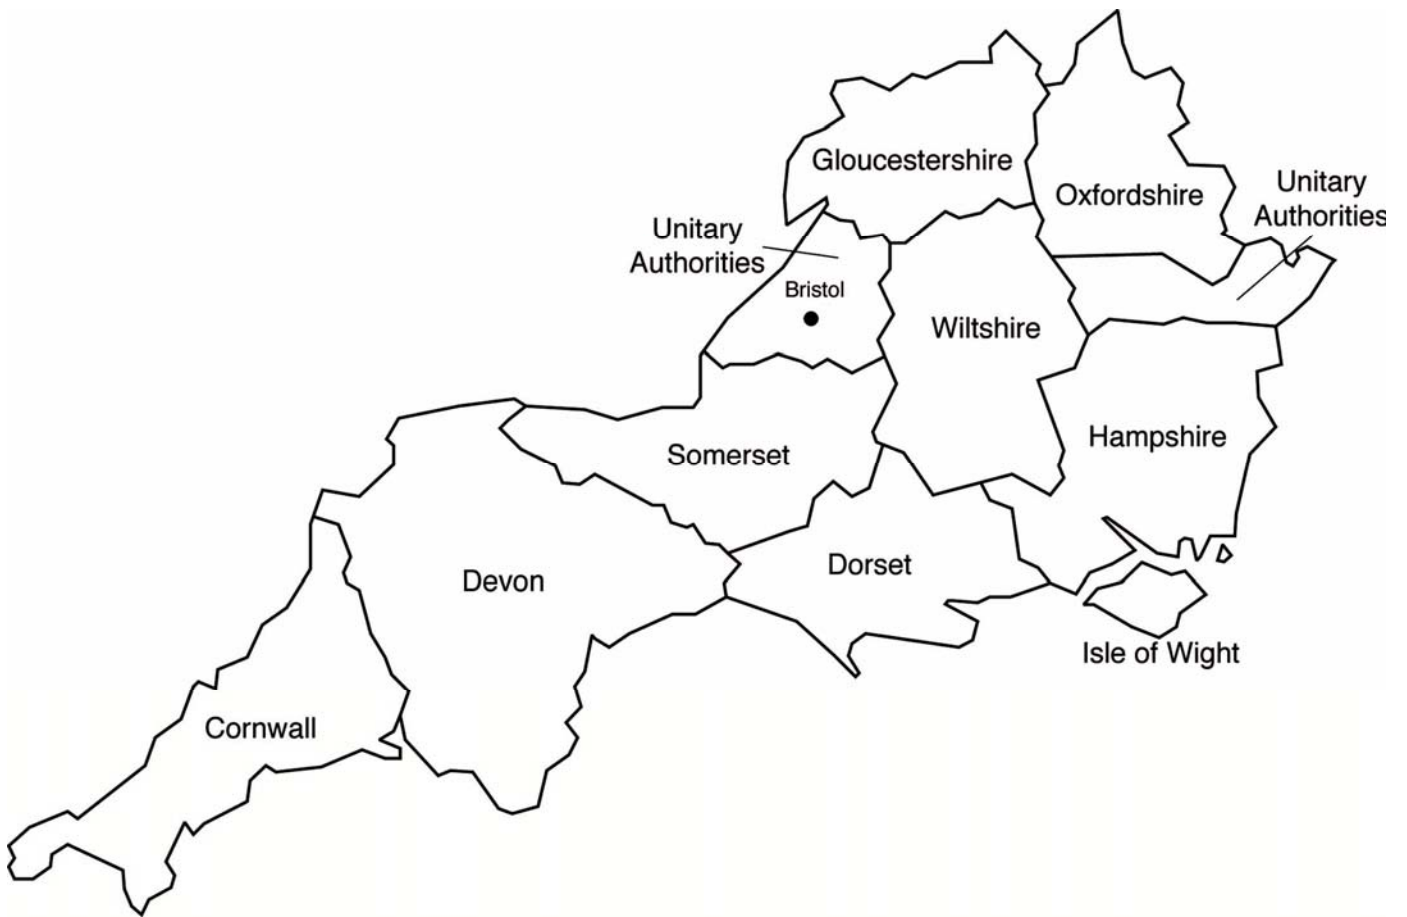 Gloucestershire
Oxfordshire
Unitary
Authorities
Unitary
Authorities
Bristol
Wiltshire
Hampshire
Somerset
Dorset
Devon
Isle of Wight
Cornwall